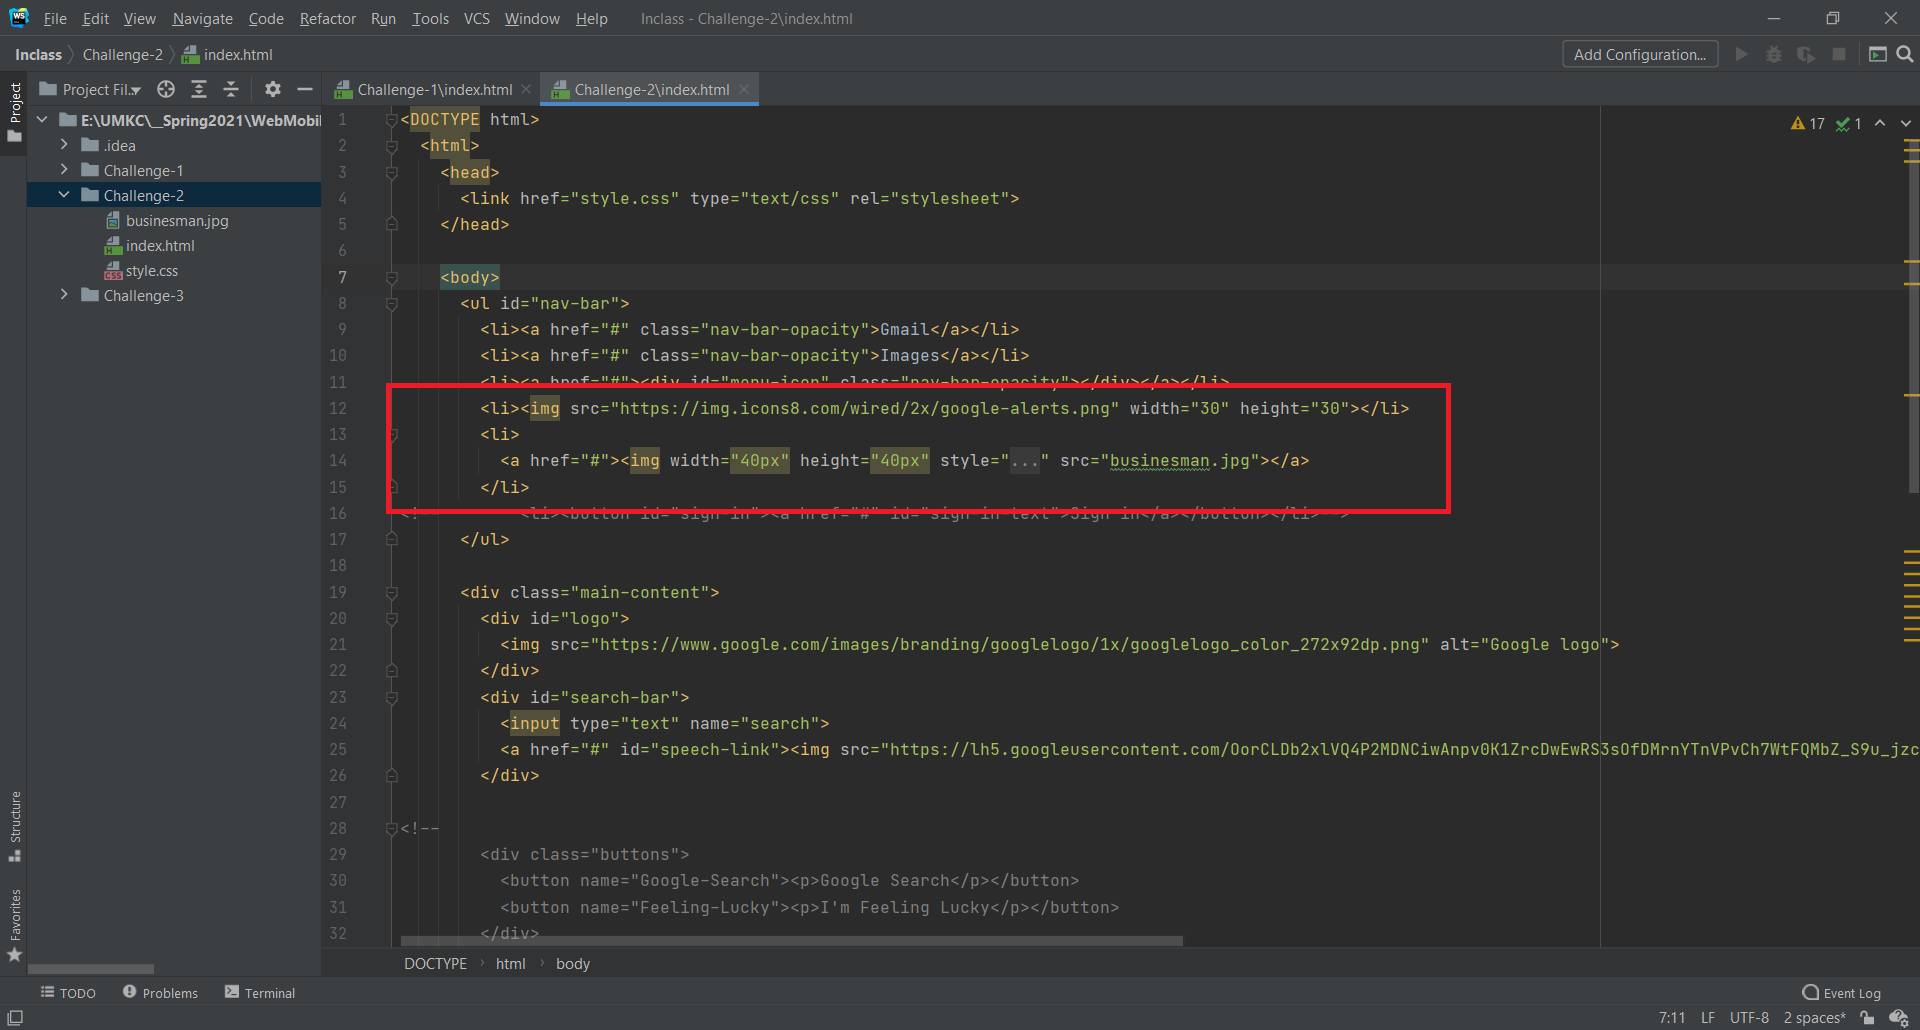 File Edit View Navigate Code Refactor Run Tools VCS Window Help Inclass - Challenge-2\index.html
Inclass Challenge-2 index.html Add Configuration...
Project Fil.. Challenge-1\index.html Challenge-2\index.html
Project
E:\UMKC\__Spring2021\WebMobil
.idea
Challenge-1
Challenge-2
businesman.jpg
index.html
style.css
Challenge-3
Structure
Favorites
17 1
1 <DOCTYPE html>
2 <html>
3 <head>
4 <link href="style.css" type="text/css" rel="stylesheet">
5 </head>
6
7 <body>
8 <ul id="nav-bar">
9 <li><a href="#" class="nav-bar-opacity">Gmail</a></li>
10 <li><a href="#" class="nav-bar-opacity">Images</a></li>
11 <li><a href="#"><div id="menu-icon" class="nav-bar-opacity"></div></a></li>
12 <li><img src="https://img.icons8.com/wired/2x/google-alerts.png" width="30" height="30"></li>
13 <li>
14 <a href="#"><img width="40px" height="40px" style="..." src="businesman.jpg"></a>
15 </li>
16 <!-- <li><button id="sign-in"><a href="#" id="sign-in-text">Sign in</a></button></li>-->
17 </ul>
18
19 <div class="main-content">
20 <div id="logo">
21 <img src="https://www.google.com/images/branding/googlelogo/1x/googlelogo_color_272x92dp.png" alt="Google logo">
22 </div>
23 <div id="search-bar">
24 <input type="text" name="search">
25 <a href="#" id="speech-link"><img src="https://lh5.googleusercontent.com/OorCLDb2xlVQ4P2MDNCiwAnpv0K1ZrcDwEwRS3sOfDMrnYTnVPvCh7WtFQMbZ_S9u_jzc
26 </div>
27
28 <!--
29 <div class="buttons">
30 <button name="Google-Search"><p>Google Search</p></button>
31 <button name="Feeling-Lucky"><p>I'm Feeling Lucky</p></button>
32 </div>
DOCTYPE html body
TODO Problems Terminal Event Log
7:11 LF UTF-8 2 spaces*